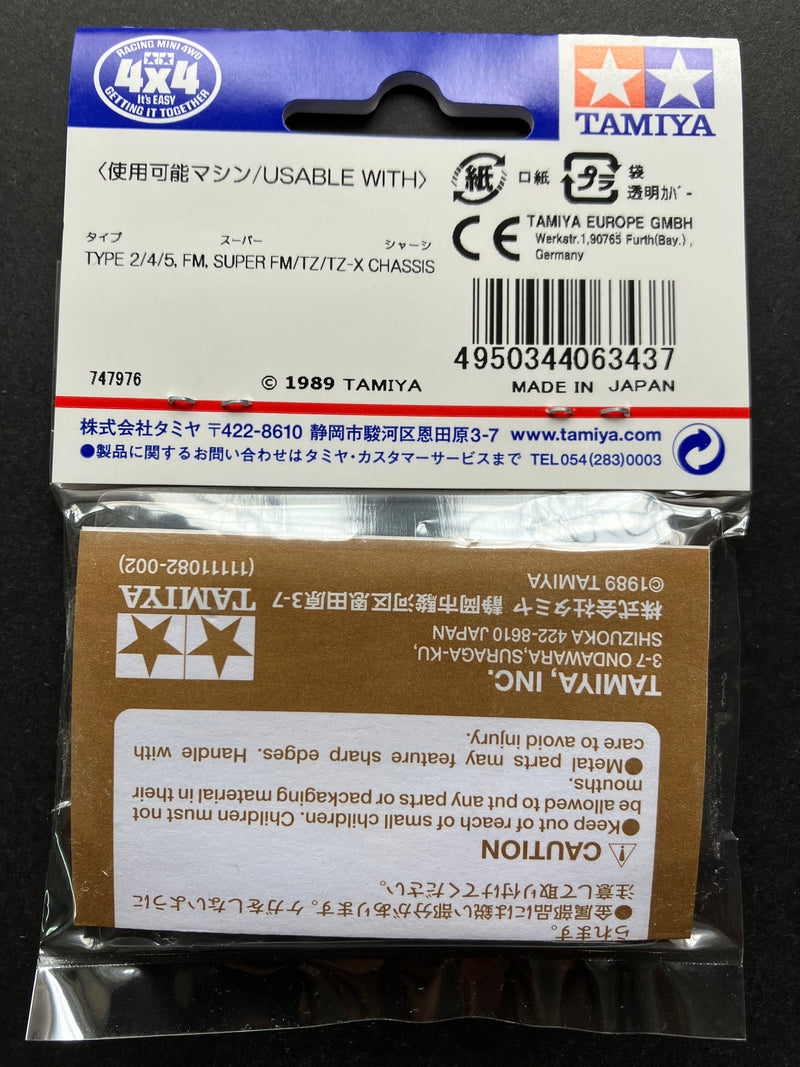 RACING MINI 4WD
4x4
It's EASY
GETTING IT TOGETHER
TAMIYA
〈使用可能マシン/USABLE WITH〉
タイプ スーパー シャーシ
TYPE 2/4/5, FM, SUPER FM/TZ/TZ-X CHASSIS
紙 口紙
プラ 袋
透明カバー
CE
TAMIYA EUROPE GMBH
Werkstr.1,90765 Furth(Bay.),
Germany
4950344063437
747976
© 1989 TAMIYA
MADE IN JAPAN
株式会社タミヤ 〒422-8610 静岡市駿河区恩田原3-7 www.tamiya.com
●製品に関するお問い合わせはタミヤ・カスタマーサービスまで TEL054(283)0003
られます。
●金属部品には鋭い部分があります。ケガをしないように
注意して取り付けてください。
⚠ CAUTION
●Keep out of reach of small children. Children must not
be allowed to put any parts or packaging material in their
mouths.
●Metal parts may feature sharp edges. Handle with
care to avoid injury.
TAMIYA, INC.
3-7 ONDAWARA,SURAGA-KU,
SHIZUOKA 422-8610 JAPAN
株式会社タミヤ 静岡市駿河区恩田原3-7
©1989 TAMIYA
TAMIYA
(11111082-002)